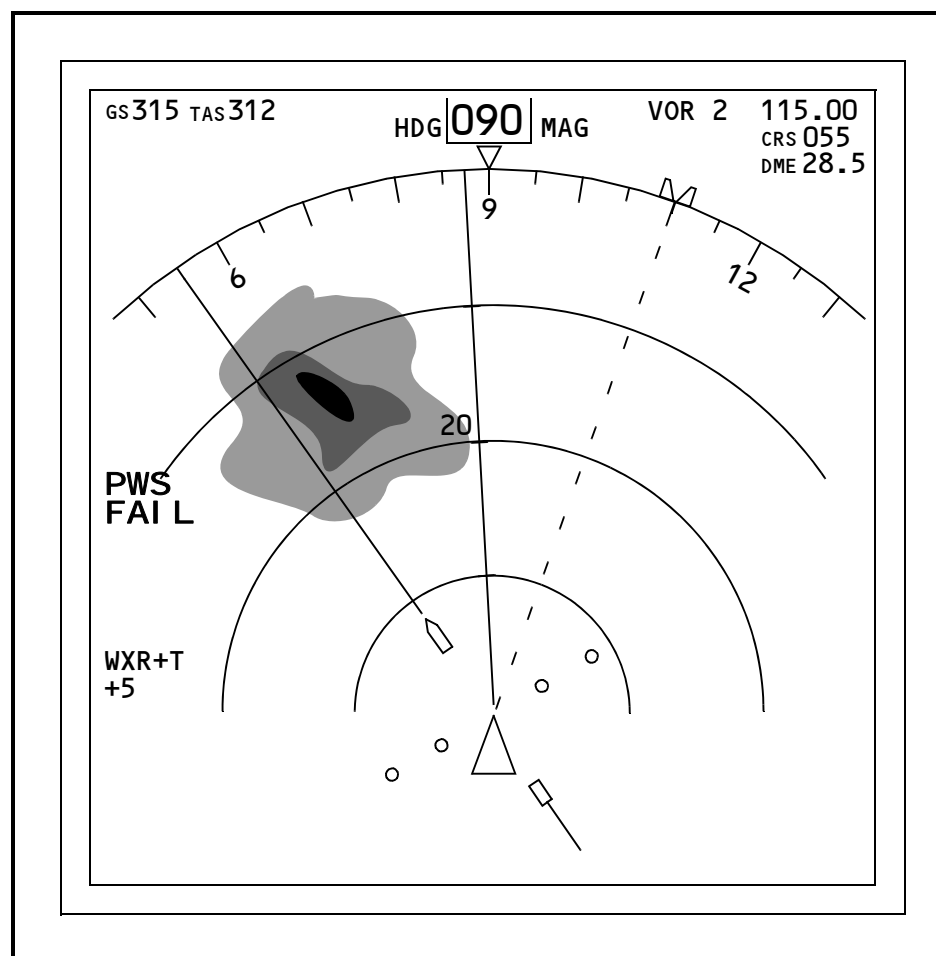 GS315 TAS312
HDG 090 MAG
VOR 2 115.00
CRS 055
DME 28.5
9
6
12
20
PWS
FAIL
WXR+T
+5